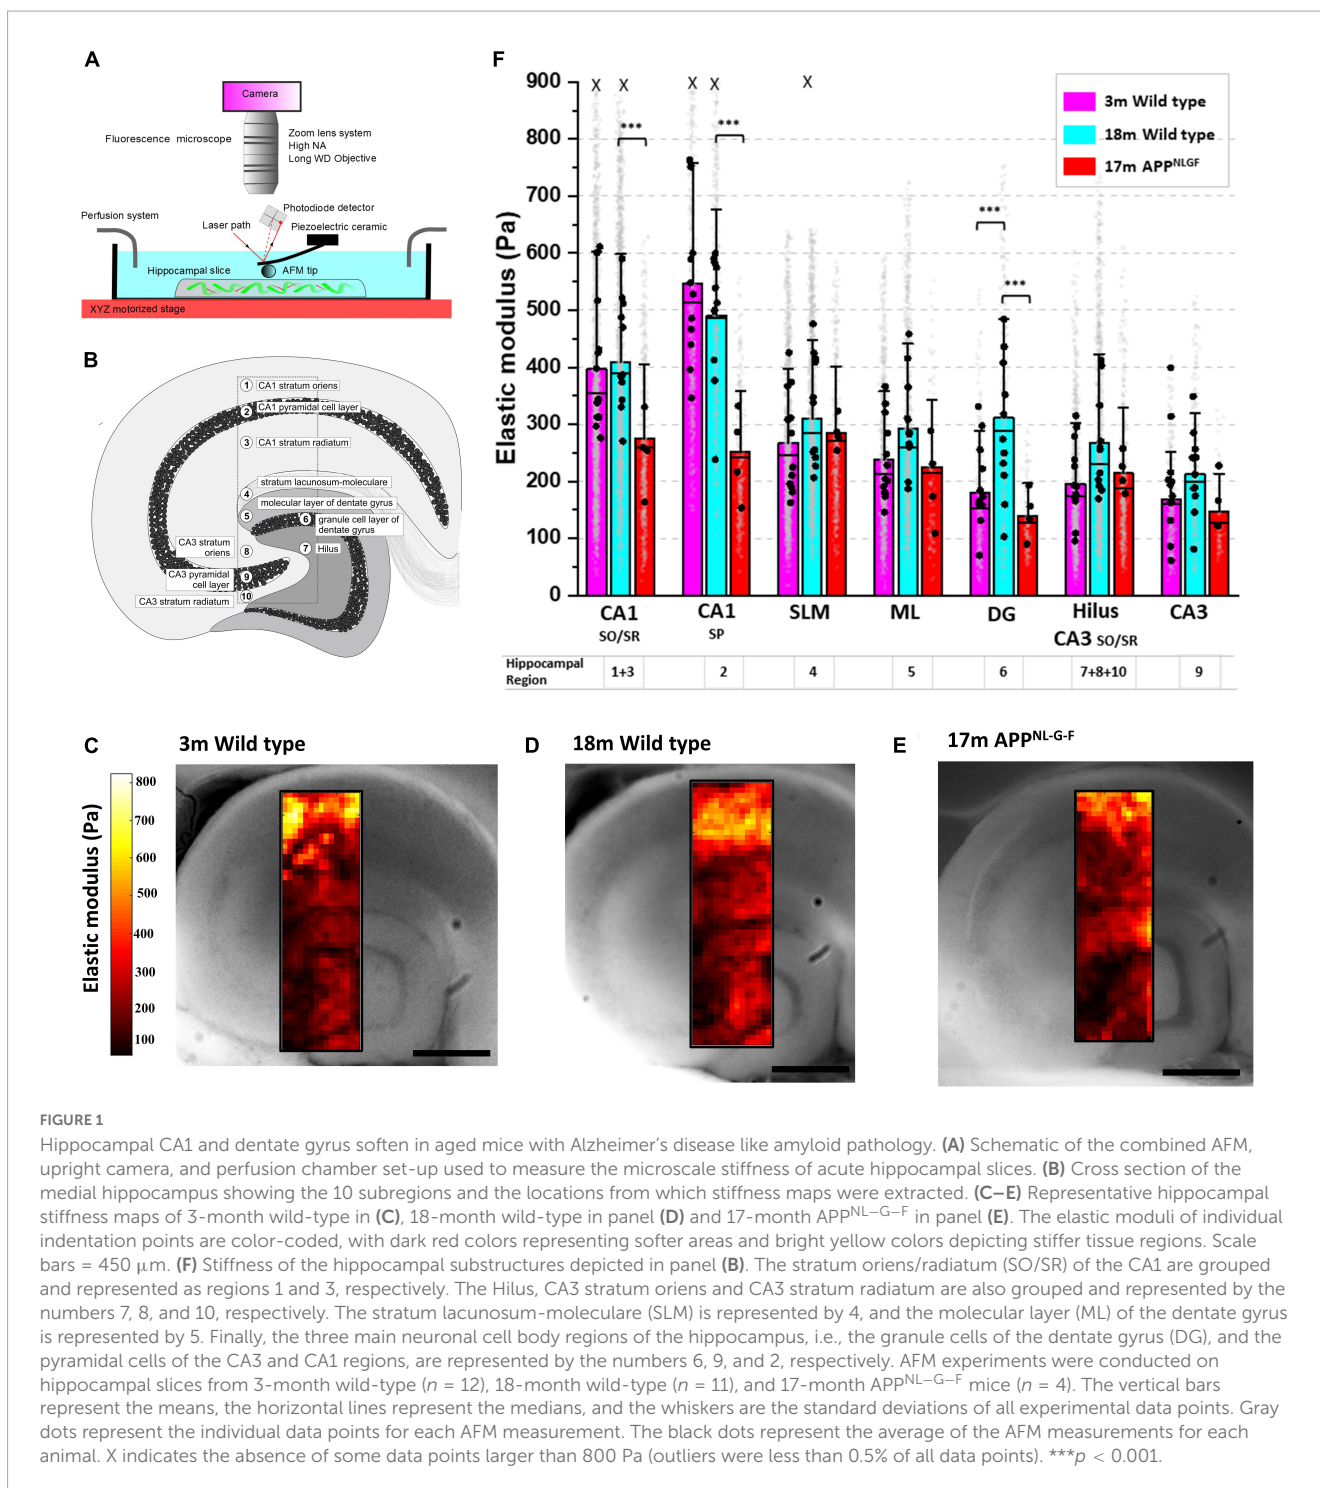 A
Camera
Fluorescence microscope
Zoom lens system
High NA
Long WD Objective
Photodiode detector
Perfusion system
Laser path
Piezoelectric ceramic
Hippocampal slice
AFM tip
XYZ motorized stage
B
1 CA1 stratum oriens
2 CA1 pyramidal cell layer
3 CA1 stratum radiatum
stratum lacunosum-moleculare
4
molecular layer of dentate gyrus
5
6 granule cell layer of
dentate gyrus
CA3 stratum
oriens
8
7 Hilus
CA3 pyramidal
cell layer
9
CA3 stratum radiatum
10
F
Elastic modulus (Pa)
900
800
700
600
500
400
300
200
100
0
X X X X X
*** *** *** ***
3m Wild type
18m Wild type
17m APPNLGF
CA1
SO/SR
CA1
SP
SLM
ML
DG
Hilus
CA3 SO/SR
CA3
Hippocampal
Region
1+3 2 4 5 6 7+8+10 9
C 3m Wild type
D 18m Wild type
E 17m APPNL-G-F
Elastic modulus (Pa)
800
700
600
500
400
300
200
100
FIGURE 1
Hippocampal CA1 and dentate gyrus soften in aged mice with Alzheimer's disease like amyloid pathology. (A) Schematic of the combined AFM,
upright camera, and perfusion chamber set-up used to measure the microscale stiffness of acute hippocampal slices. (B) Cross section of the
medial hippocampus showing the 10 subregions and the locations from which stiffness maps were extracted. (C–E) Representative hippocampal
stiffness maps of 3-month wild-type in (C), 18-month wild-type in panel (D) and 17-month APPNL–G–F in panel (E). The elastic moduli of individual
indentation points are color-coded, with dark red colors representing softer areas and bright yellow colors depicting stiffer tissue regions. Scale
bars = 450 μm. (F) Stiffness of the hippocampal substructures depicted in panel (B). The stratum oriens/radiatum (SO/SR) of the CA1 are grouped
and represented as regions 1 and 3, respectively. The Hilus, CA3 stratum oriens and CA3 stratum radiatum are also grouped and represented by the
numbers 7, 8, and 10, respectively. The stratum lacunosum-moleculare (SLM) is represented by 4, and the molecular layer (ML) of the dentate gyrus
is represented by 5. Finally, the three main neuronal cell body regions of the hippocampus, i.e., the granule cells of the dentate gyrus (DG), and the
pyramidal cells of the CA3 and CA1 regions, are represented by the numbers 6, 9, and 2, respectively. AFM experiments were conducted on
hippocampal slices from 3-month wild-type (n = 12), 18-month wild-type (n = 11), and 17-month APPNL–G–F mice (n = 4). The vertical bars
represent the means, the horizontal lines represent the medians, and the whiskers are the standard deviations of all experimental data points. Gray
dots represent the individual data points for each AFM measurement. The black dots represent the average of the AFM measurements for each
animal. X indicates the absence of some data points larger than 800 Pa (outliers were less than 0.5% of all data points). ***p < 0.001.